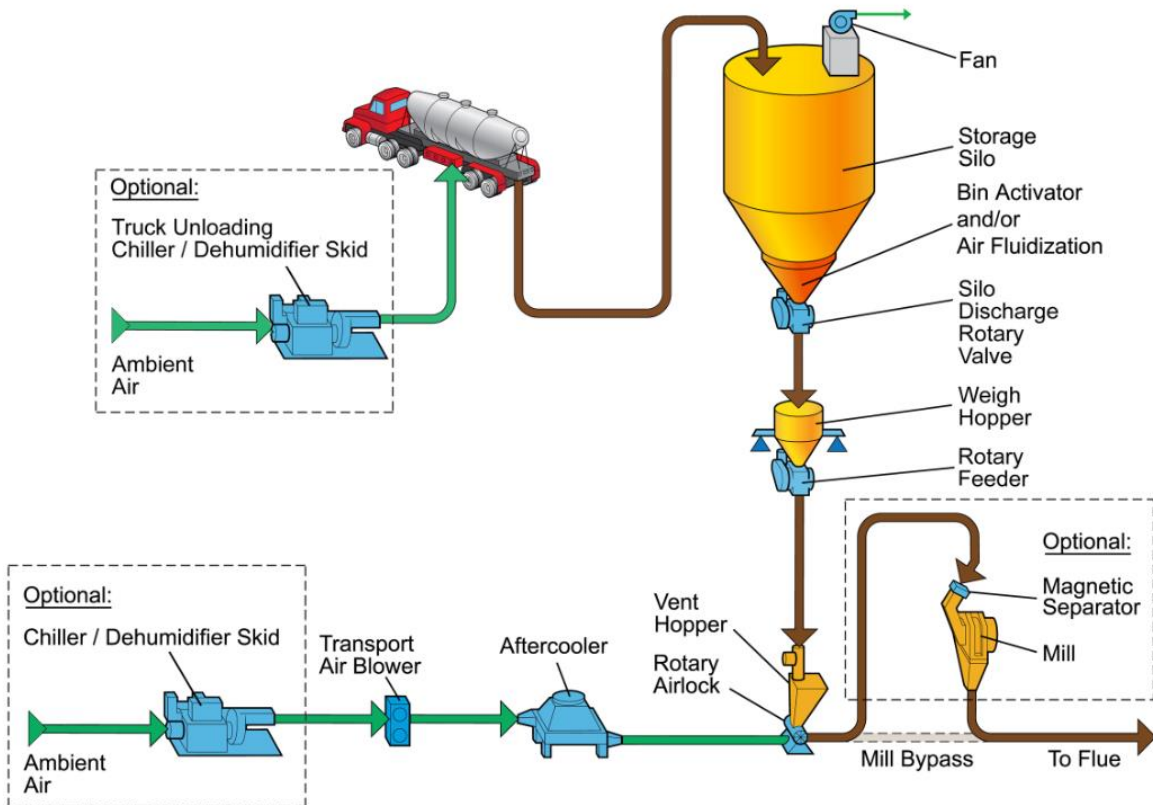 Fan
Storage
Silo
Optional:
Truck Unloading
Chiller / Dehumidifier Skid
Bin Activator
and/or
Air Fluidization
Ambient
Air
Silo
Discharge
Rotary
Valve
Weigh
Hopper
Rotary
Feeder
Optional:
Magnetic
Separator
Mill
Optional:
Chiller / Dehumidifier Skid
Transport
Air Blower
Aftercooler
Vent
Hopper
Rotary
Airlock
Ambient
Air
Mill Bypass
To Flue